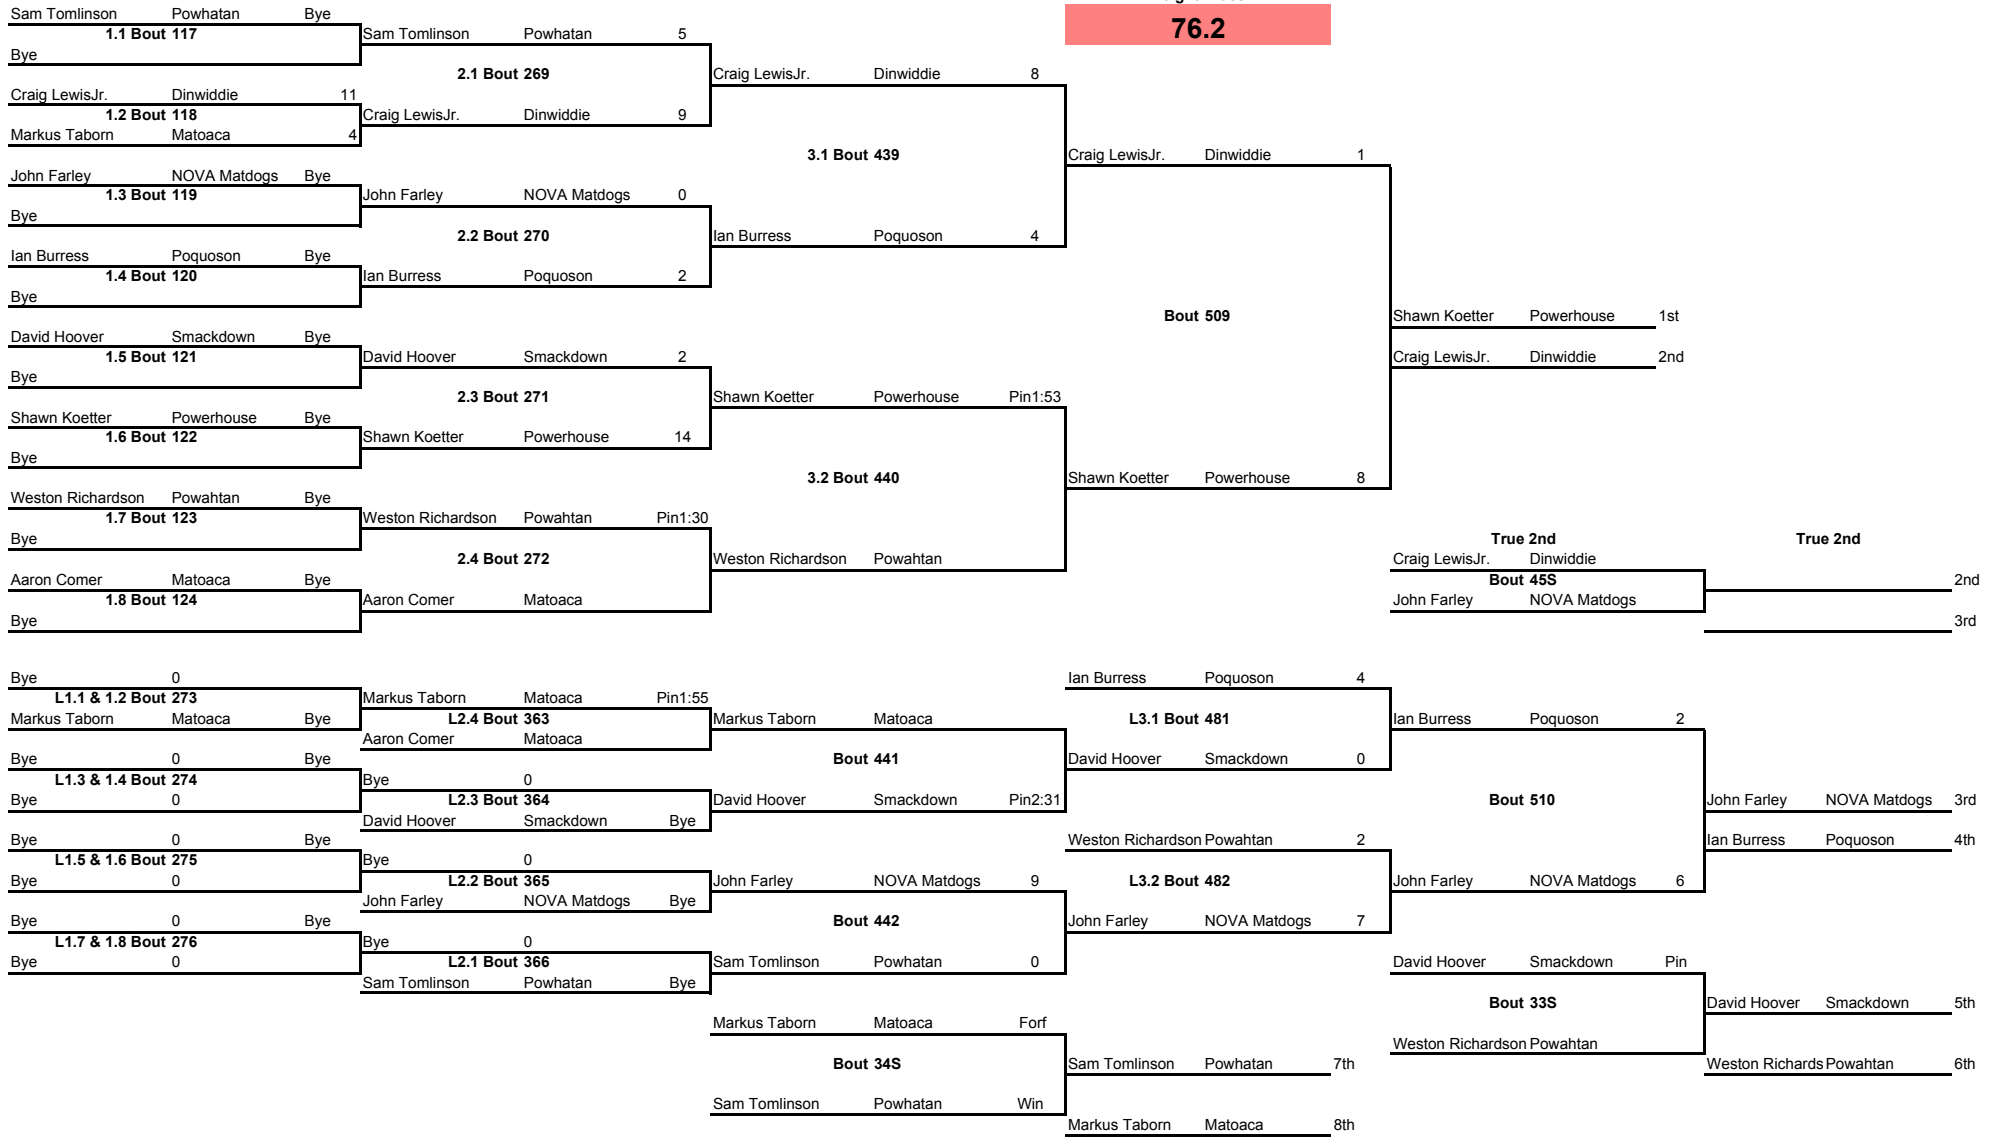 Sam Tomlinson Powhatan Bye
76.2
1.1 Bout 117 Sam Tomlinson Powhatan 5
Bye
2.1 Bout 269 Craig LewisJr. Dinwiddie 8
Craig LewisJr. Dinwiddie 11
1.2 Bout 118 Craig LewisJr. Dinwiddie 9
Markus Taborn Matoaca 4
3.1 Bout 439 Craig LewisJr. Dinwiddie 1
John Farley NOVA Matdogs Bye
1.3 Bout 119 John Farley NOVA Matdogs 0
Bye
2.2 Bout 270 Ian Burress Poquoson 4
Ian Burress Poquoson Bye
1.4 Bout 120 Ian Burress Poquoson 2
Bye
Bout 509 Shawn Koetter Powerhouse 1st
David Hoover Smackdown Bye
1.5 Bout 121 David Hoover Smackdown 2 Craig LewisJr. Dinwiddie 2nd
Bye
2.3 Bout 271 Shawn Koetter Powerhouse Pin1:53
Shawn Koetter Powerhouse Bye
1.6 Bout 122 Shawn Koetter Powerhouse 14
Bye
3.2 Bout 440 Shawn Koetter Powerhouse 8
Weston Richardson Powahtan Bye
1.7 Bout 123 Weston Richardson Powahtan Pin1:30
Bye True 2nd True 2nd
2.4 Bout 272 Weston Richardson Powahtan Craig LewisJr. Dinwiddie
Aaron Comer Matoaca Bye Bout 45S 2nd
1.8 Bout 124 Aaron Comer Matoaca John Farley NOVA Matdogs
Bye 3rd
Bye 0 Ian Burress Poquoson 4
L1.1 & 1.2 Bout 273 Markus Taborn Matoaca Pin1:55
Markus Taborn Matoaca Bye L2.4 Bout 363 Markus Taborn Matoaca L3.1 Bout 481 Ian Burress Poquoson 2
Aaron Comer Matoaca
Bye 0 Bye Bout 441 David Hoover Smackdown 0
L1.3 & 1.4 Bout 274 Bye 0
Bye 0 L2.3 Bout 364 David Hoover Smackdown Pin2:31 Bout 510 John Farley NOVA Matdogs 3rd
David Hoover Smackdown Bye
Bye 0 Bye Weston Richardson Powahtan 2 Ian Burress Poquoson 4th
L1.5 & 1.6 Bout 275 Bye 0
Bye 0 L2.2 Bout 365 John Farley NOVA Matdogs 9 L3.2 Bout 482 John Farley NOVA Matdogs 6
John Farley NOVA Matdogs Bye
Bye 0 Bye Bout 442 John Farley NOVA Matdogs 7
L1.7 & 1.8 Bout 276 Bye 0
Bye 0 L2.1 Bout 366 Sam Tomlinson Powhatan 0 David Hoover Smackdown Pin
Sam Tomlinson Powhatan Bye
Bout 33S David Hoover Smackdown 5th
Markus Taborn Matoaca Forf
Weston Richardson Powahtan
Bout 34S Sam Tomlinson Powhatan 7th Weston Richards Powahtan 6th
Sam Tomlinson Powhatan Win
Markus Taborn Matoaca 8th